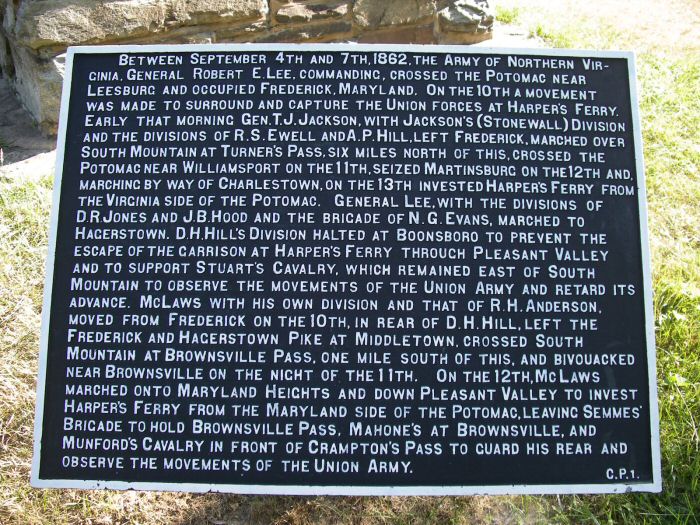 Between September 4th and 7th, 1862, the Army of Northern Vir-
ginia, General Robert E. Lee, commanding, crossed the Potomac near
Leesburg and occupied Frederick, Maryland. On the 10th a movement
was made to surround and capture the Union forces at Harper's Ferry.
Early that morning Gen. T.J. Jackson, with Jackson's (Stonewall) Division
and the divisions of R.S. Ewell and A.P. Hill, left Frederick, marched over
South Mountain at Turner's Pass, six miles north of this, crossed the
Potomac near Williamsport on the 11th, seized Martinsburg on the 12th and,
marching by way of Charlestown, on the 13th invested Harper's Ferry from
the Virginia side of the Potomac. General Lee, with the divisions of
D.R. Jones and J.B. Hood and the brigade of N.G. Evans, marched to
Hagerstown. D.H. Hill's Division halted at Boonsboro to prevent the
escape of the garrison at Harper's Ferry through Pleasant Valley
and to support Stuart's Cavalry, which remained east of South
Mountain to observe the movements of the Union Army and retard its
advance. McLaws with his own division and that of R.H. Anderson,
moved from Frederick on the 10th, in rear of D.H. Hill, left the
Frederick and Hagerstown Pike at Middletown, crossed South
Mountain at Brownsville Pass, one mile south of this, and bivouacked
near Brownsville on the night of the 11th. On the 12th, McLaws
marched onto Maryland Heights and down Pleasant Valley to invest
Harper's Ferry from the Maryland side of the Potomac, leaving Semmes'
Brigade to hold Brownsville Pass, Mahone's at Brownsville, and
Munford's Cavalry in front of Crampton's Pass to guard his rear and
observe the movements of the Union Army.
C.P. 1.